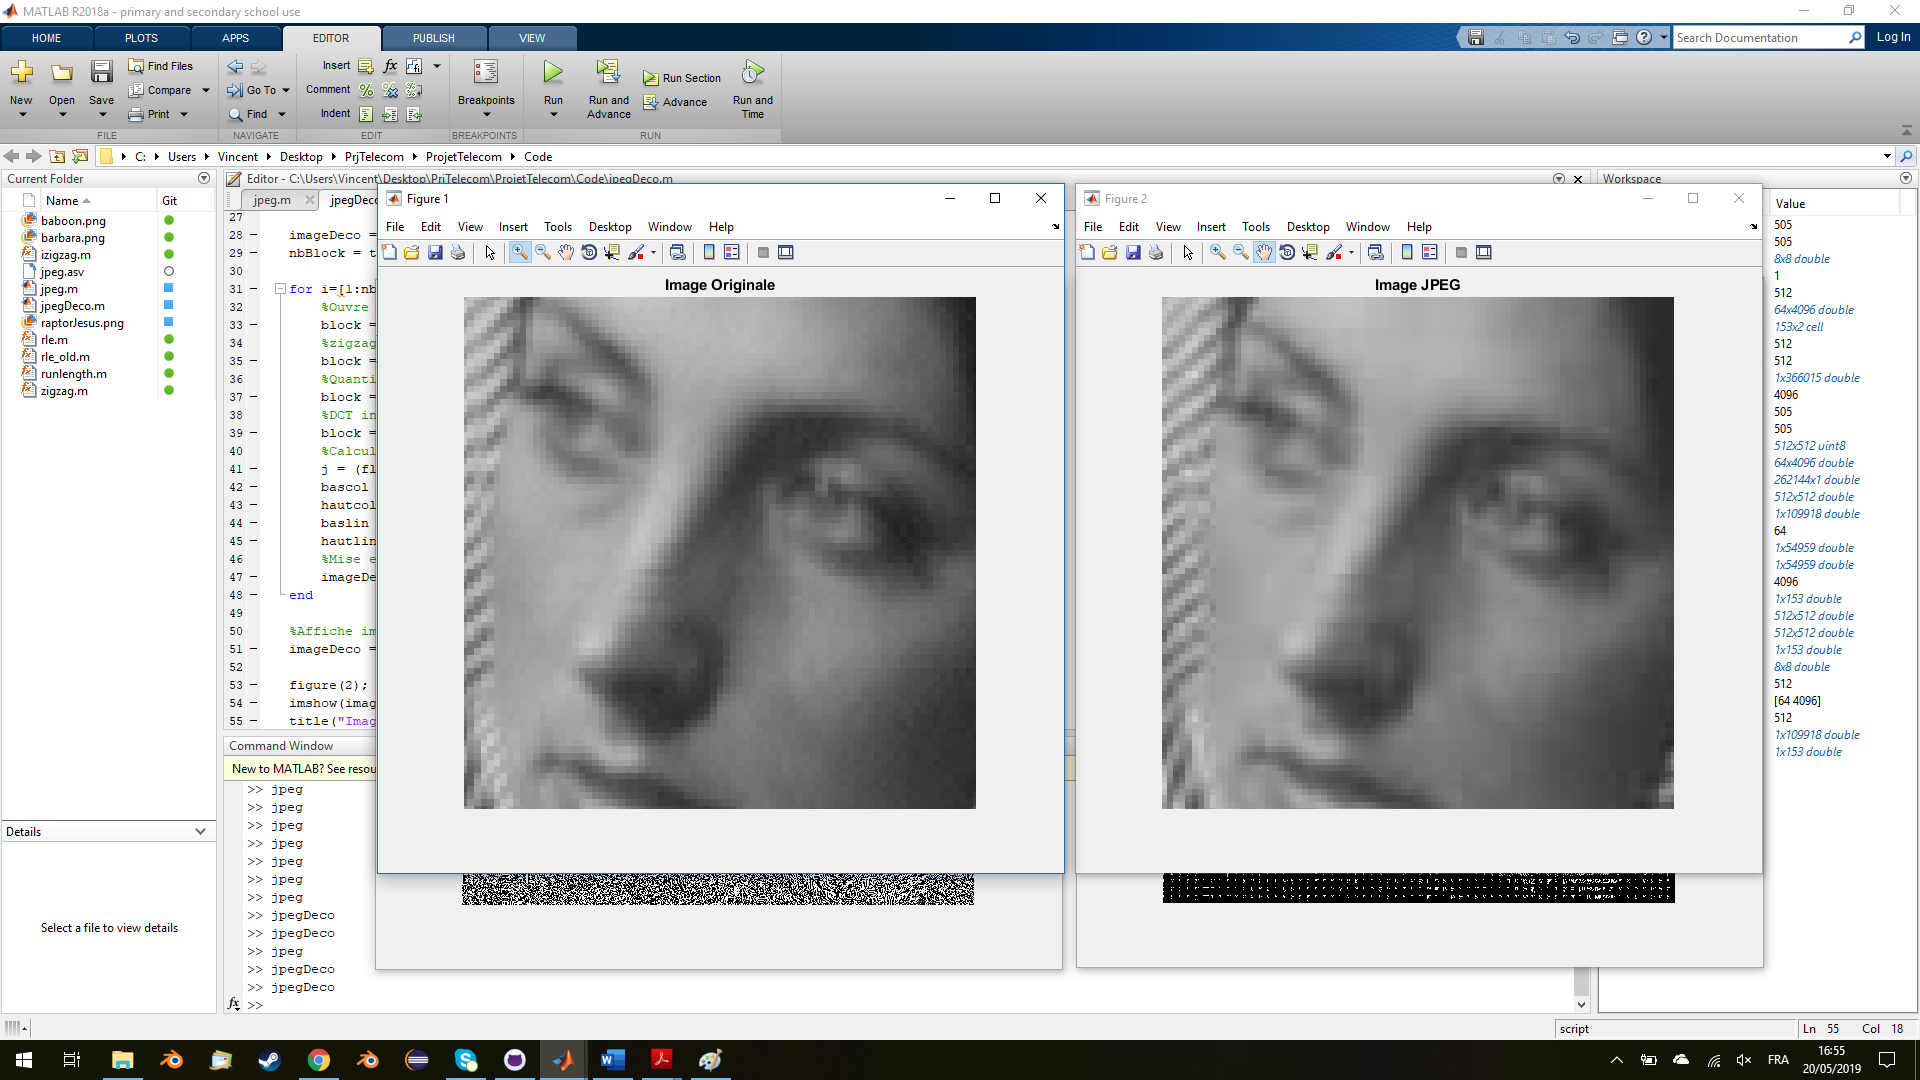 MATLAB R2018a - primary and secondary school use
HOME PLOTS APPS EDITOR PUBLISH VIEW
Search Documentation
Log In
New
Open
Save
Find Files
Compare
Print
Go To
Find
Insert
Comment
Indent
Breakpoints
Run
Run and Advance
Run Section
Advance
Run and Time
FILE NAVIGATE EDIT BREAKPOINTS RUN
C: Users Vincent Desktop PrjTelecom ProjetTelecom Code
Current Folder
Name Git
baboon.png
barbara.png
izigzag.m
jpeg.asv
jpeg.m
jpegDeco.m
raptorJesus.png
rle.m
rle_old.m
runlength.m
zigzag.m
Details
Select a file to view details
Editor - C:\Users\Vincent\Desktop\PrjTelecom\ProjetTelecom\Code\jpegDeco.m
jpeg.m jpegDeco
27
28 imageDeco =
29 nbBlock = t
30
31 for i=[1:nb
32 %Ouvre
33 block =
34 %zigzag
35 block =
36 %Quanti
37 block =
38 %DCT in
39 block =
40 %Calcul
41 j = (fl
42 bascol
43 hautcol
44 baslin
45 hautlin
46 %Mise e
47 imageDe
48 end
49
50 %Affiche im
51 imageDeco =
52
53 figure(2);
54 imshow(imag
55 title("Imag
Command Window
New to MATLAB? See resou
>> jpeg
>> jpeg
>> jpeg
>> jpeg
>> jpeg
>> jpeg
>> jpeg
>> jpegDeco
>> jpegDeco
>> jpeg
>> jpegDeco
>> jpegDeco
fx >>
Figure 1
File Edit View Insert Tools Desktop Window Help
Image Originale
Figure 2
File Edit View Insert Tools Desktop Window Help
Image JPEG
Workspace
Value
505
505
8x8 double
1
512
64x4096 double
153x2 cell
512
512
1x366015 double
4096
505
505
512x512 uint8
64x4096 double
262144x1 double
512x512 double
1x109918 double
64
1x54959 double
1x54959 double
4096
1x153 double
512x512 double
512x512 double
1x153 double
8x8 double
512
[64 4096]
512
1x109918 double
1x153 double
script
Ln 55 Col 18
FRA
16:55
20/05/2019